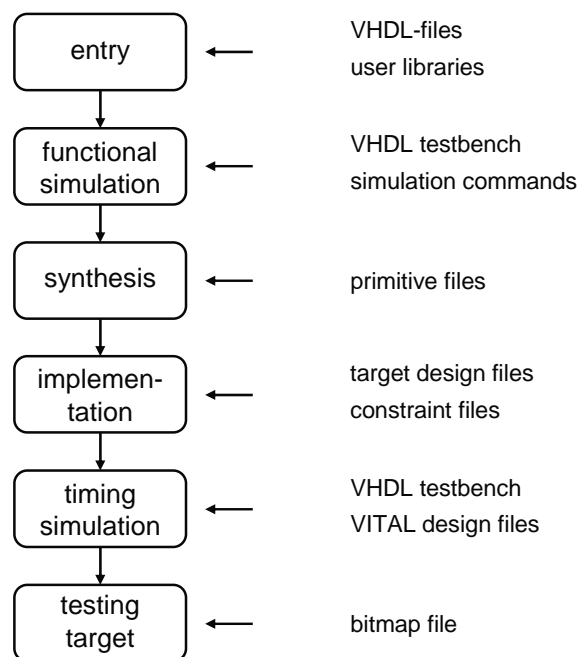 entry
VHDL-files
user libraries
functional
simulation
VHDL testbench
simulation commands
synthesis
primitive files
implemen-
tation
target design files
constraint files
timing
simulation
VHDL testbench
VITAL design files
testing
target
bitmap file